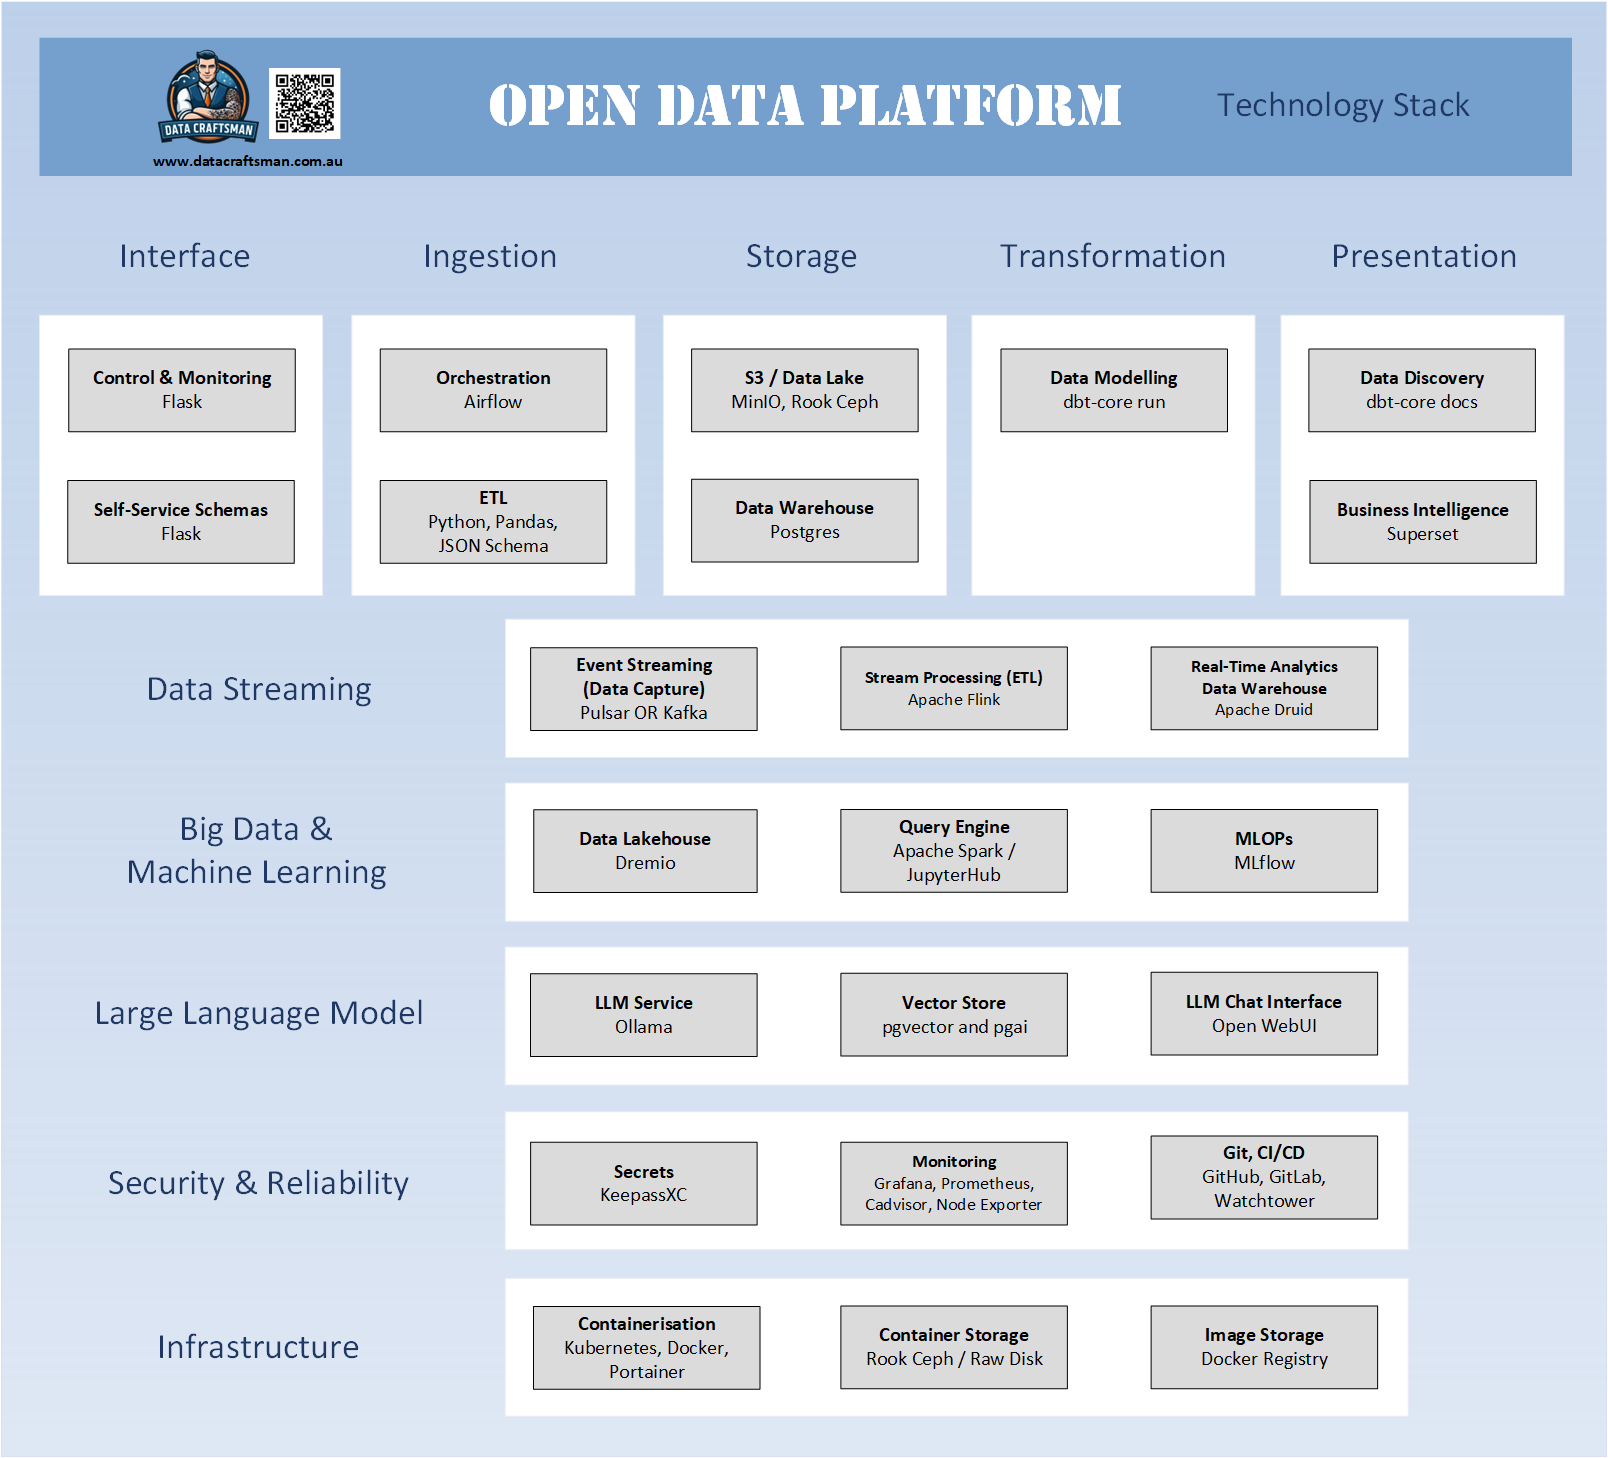 DATA CRAFTSMAN
www.datacraftsman.com.au
OPEN DATA PLATFORM
Technology Stack
Interface
Ingestion
Storage
Transformation
Presentation
Control & Monitoring
Flask
Self-Service Schemas
Flask
Orchestration
Airflow
ETL
Python, Pandas,
JSON Schema
S3 / Data Lake
MinIO, Rook Ceph
Data Warehouse
Postgres
Data Modelling
dbt-core run
Data Discovery
dbt-core docs
Business Intelligence
Superset
Data Streaming
Event Streaming
(Data Capture)
Pulsar OR Kafka
Stream Processing (ETL)
Apache Flink
Real-Time Analytics
Data Warehouse
Apache Druid
Big Data &
Machine Learning
Data Lakehouse
Dremio
Query Engine
Apache Spark /
JupyterHub
MLOPs
MLflow
Large Language Model
LLM Service
Ollama
Vector Store
pgvector and pgai
LLM Chat Interface
Open WebUI
Security & Reliability
Secrets
KeepassXC
Monitoring
Grafana, Prometheus,
Cadvisor, Node Exporter
Git, CI/CD
GitHub, GitLab,
Watchtower
Infrastructure
Containerisation
Kubernetes, Docker,
Portainer
Container Storage
Rook Ceph / Raw Disk
Image Storage
Docker Registry